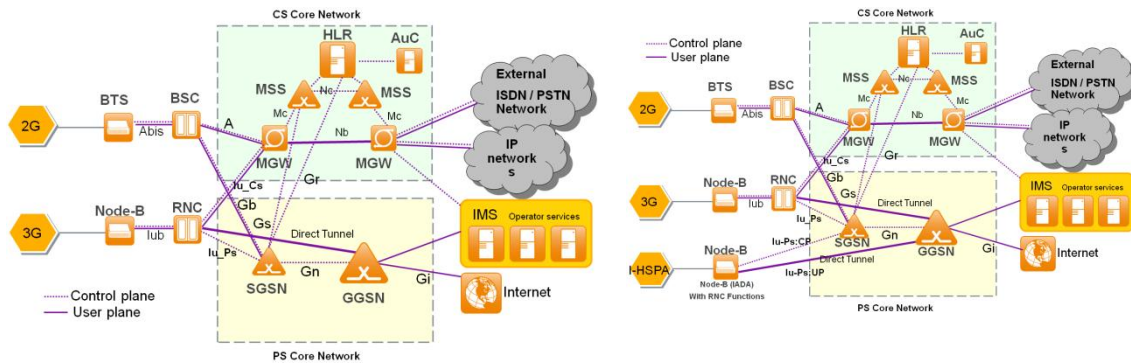 CS Core Network
HLR
AuC
MSS
Nc
MSS
Mc
Mc
External
ISDN / PSTN
Network
IP
network
s
2G
BTS
Abis
BSC
A
MGW
Nb
MGW
Iu_Cs
Gb
Gs
Gr
3G
Node-B
Iub
RNC
Iu_Ps
Direct Tunnel
SGSN
Gn
GGSN
Gi
IMS Operator services
Internet
Control plane
User plane
PS Core Network
CS Core Network
Control plane
User plane
HLR
AuC
MSS
Nc
MSS
Mc
Mc
External
ISDN / PSTN
Network
IP
network
s
2G
BTS
Abis
BSC
A
MGW
Nb
MGW
Iu_Cs
Gb
Gs
Gr
3G
Node-B
Iub
RNC
Iu_Ps
Direct Tunnel
SGSN
Gn
GGSN
Gi
IMS Operator services
Internet
I-HSPA
Node-B
Iu-Ps:CP
Iu-Ps:UP
Direct Tunnel
Node-B (IADA)
With RNC Functions
PS Core Network